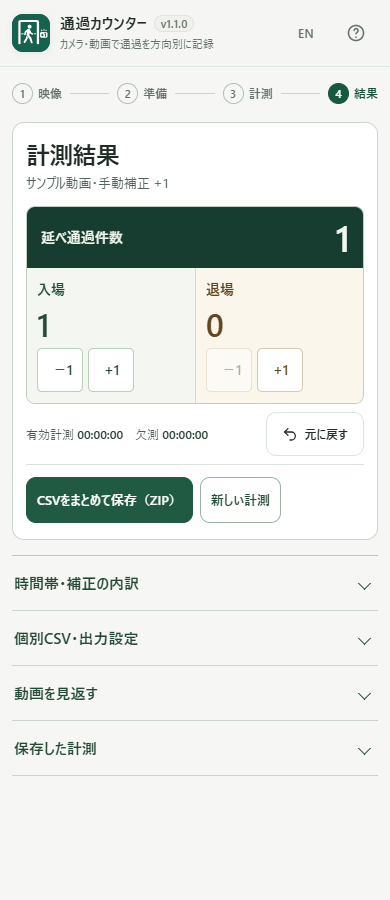 通過カウンター v1.1.0
カメラ・動画で通過を方向別に記録
EN
1 映像 2 準備 3 計測 4 結果
計測結果
サンプル動画・手動補正 +1
延べ通過件数 1
入場 退場
1 0
−1 +1 −1 +1
有効計測 00:00:00 欠測 00:00:00 元に戻す
CSVをまとめて保存（ZIP） 新しい計測
時間帯・補正の内訳
個別CSV・出力設定
動画を見返す
保存した計測